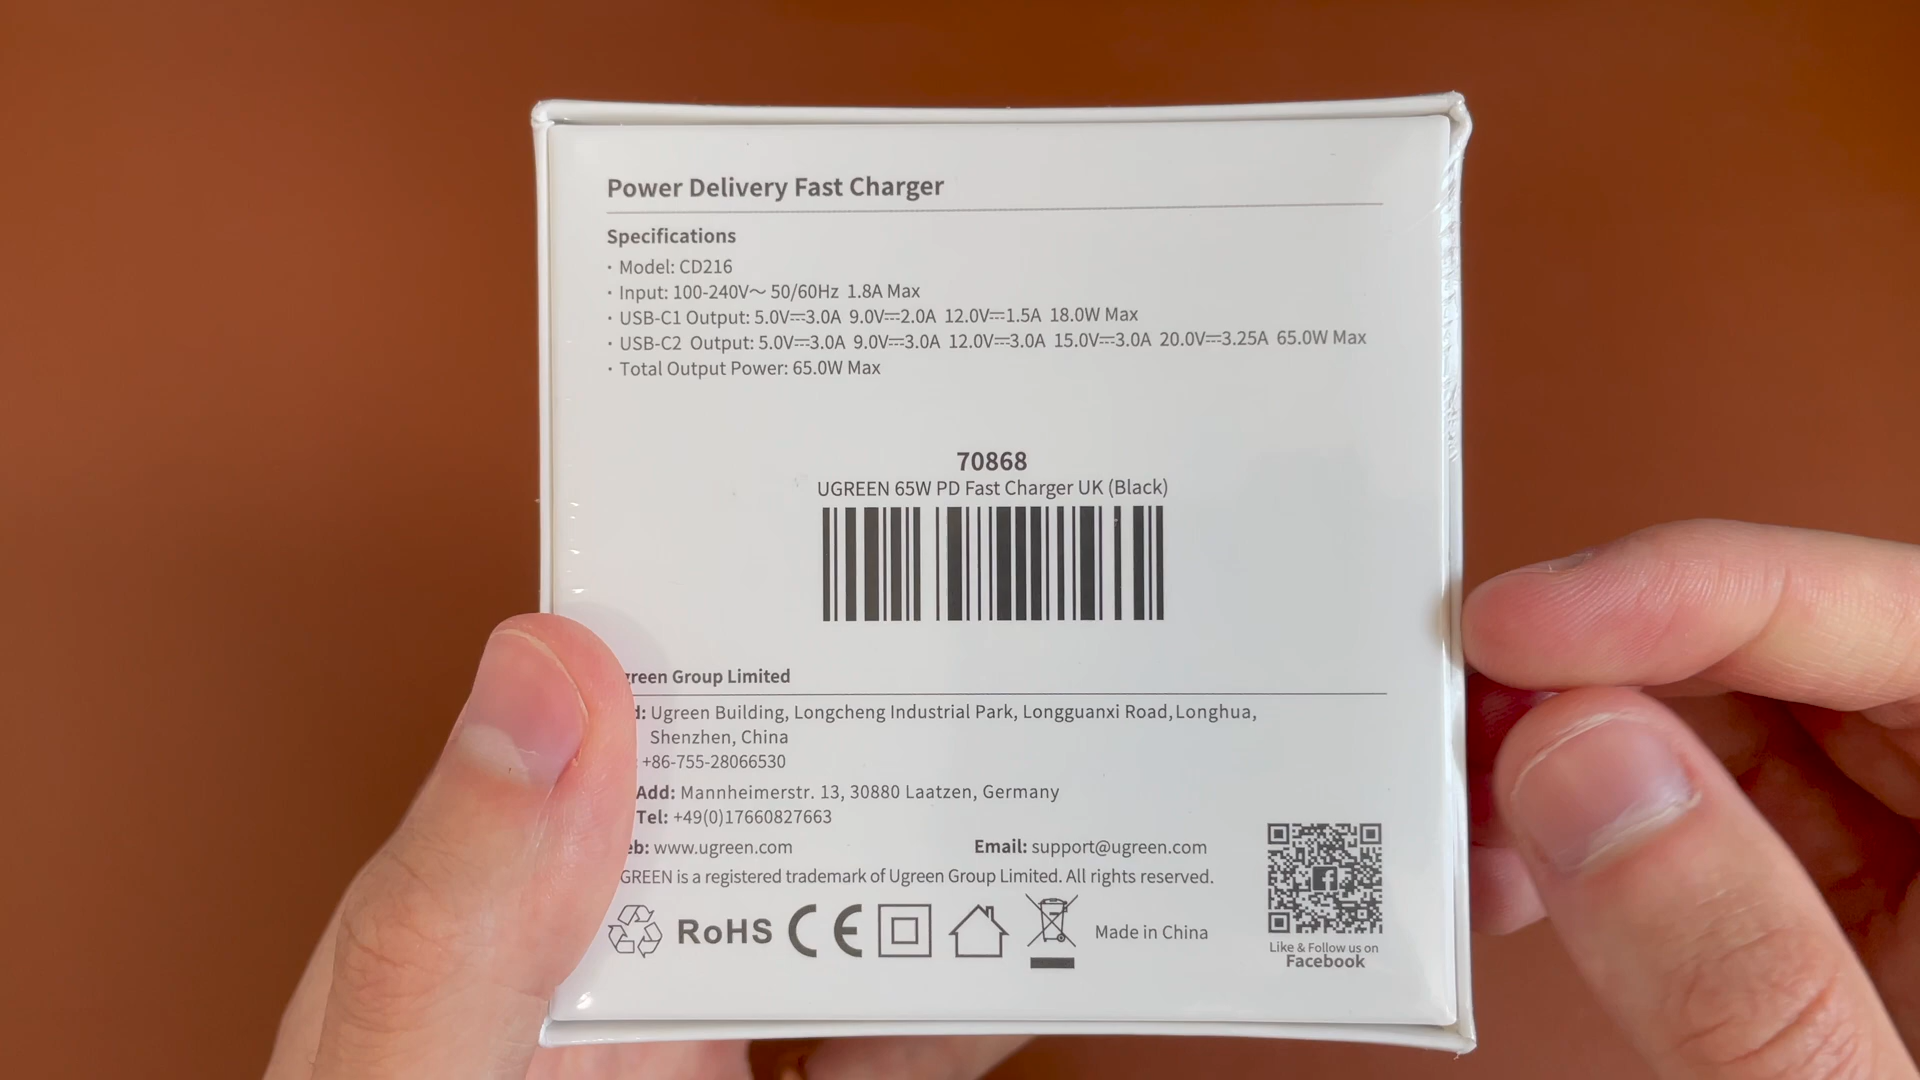 Power Delivery Fast Charger
Specifications
· Model: CD216
· Input: 100-240V～ 50/60Hz 1.8A Max
· USB-C1 Output: 5.0V⎓3.0A 9.0V⎓2.0A 12.0V⎓1.5A 18.0W Max
· USB-C2 Output: 5.0V⎓3.0A 9.0V⎓3.0A 12.0V⎓3.0A 15.0V⎓3.0A 20.0V⎓3.25A 65.0W Max
· Total Output Power: 65.0W Max
70868
UGREEN 65W PD Fast Charger UK (Black)
green Group Limited
d: Ugreen Building, Longcheng Industrial Park, Longguanxi Road, Longhua,
Shenzhen, China
: +86-755-28066530
Add: Mannheimerstr. 13, 30880 Laatzen, Germany
Tel: +49(0)17660827663
eb: www.ugreen.com Email: support@ugreen.com
GREEN is a registered trademark of Ugreen Group Limited. All rights reserved.
RoHS CE Made in China
Like & Follow us on
Facebook